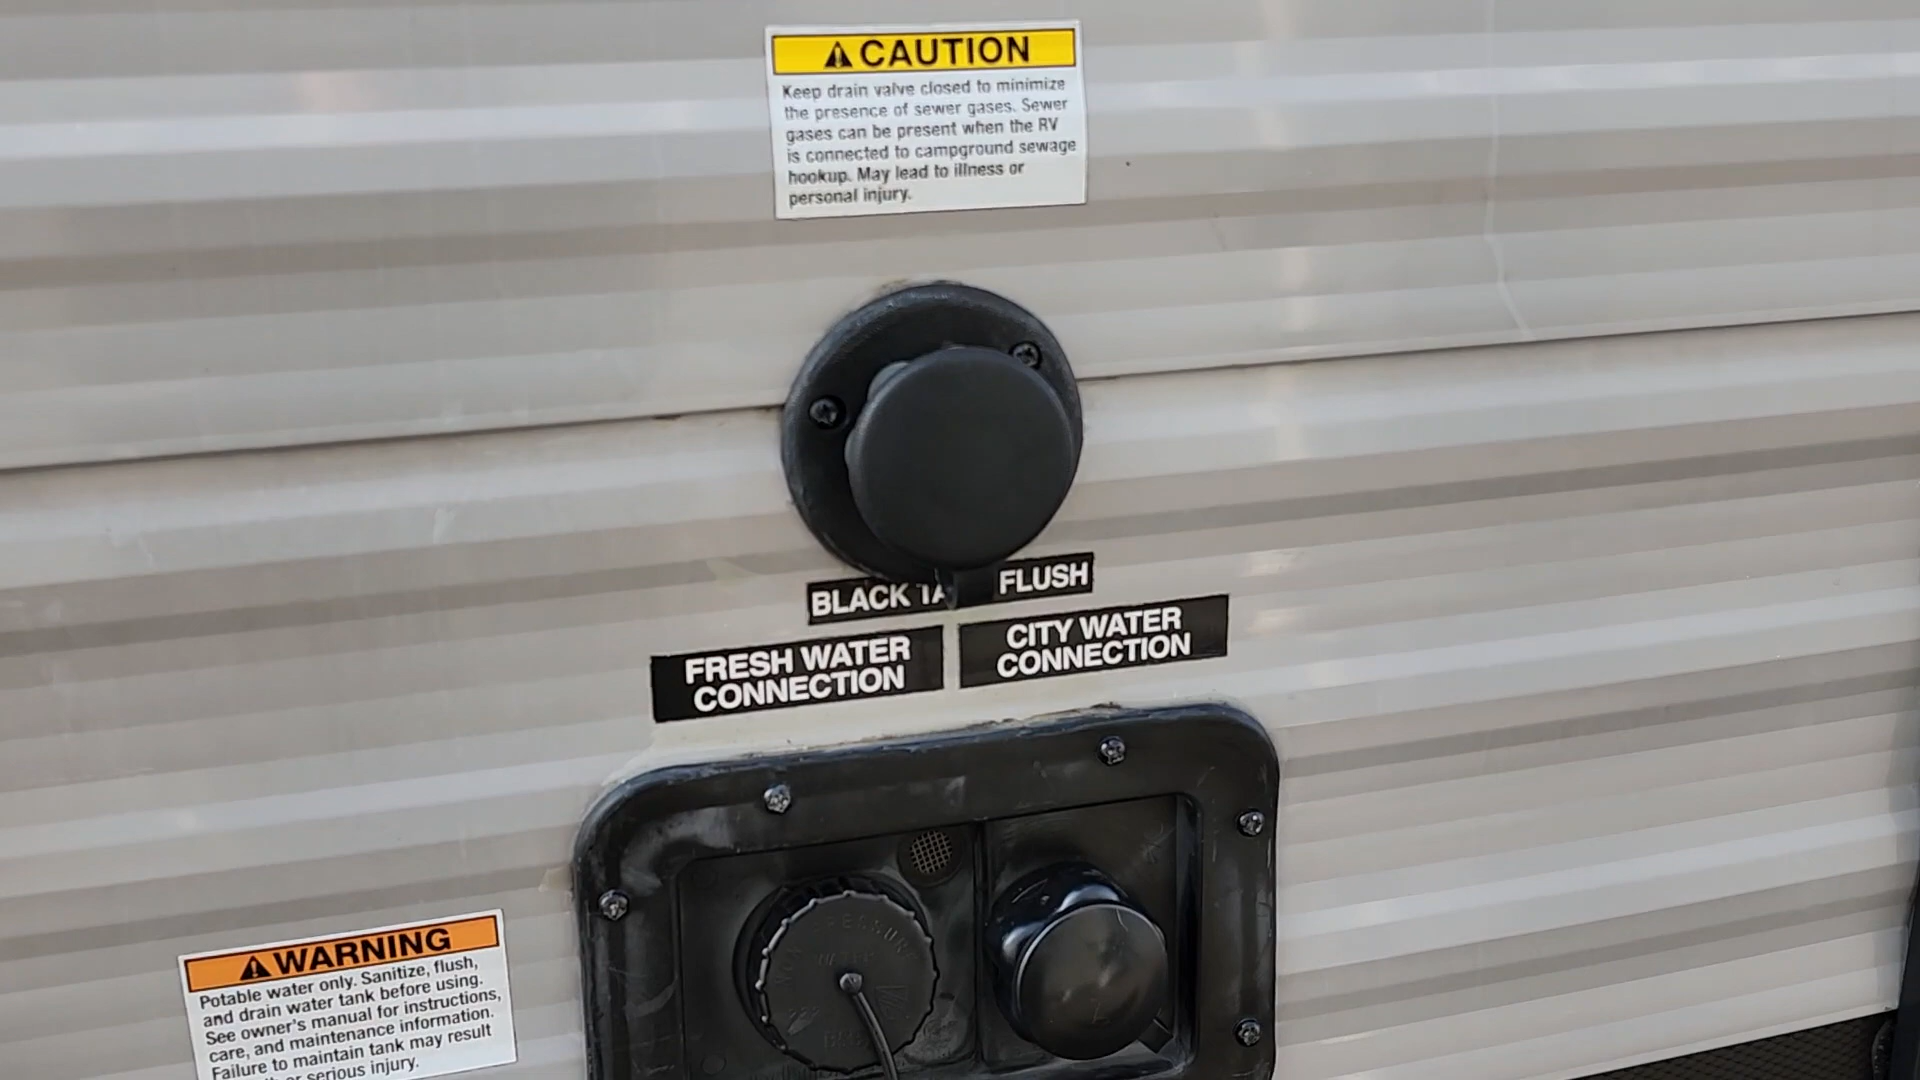 CAUTION
Keep drain valve closed to minimize
the presence of sewer gases. Sewer
gases can be present when the RV
is connected to campground sewage
hookup. May lead to illness or
personal injury.
BLACK TA FLUSH
FRESH WATER
CONNECTION
CITY WATER
CONNECTION
WARNING
Potable water only. Sanitize, flush,
and drain water tank before using.
See owner's manual for instructions,
care, and maintenance information.
Failure to maintain tank may result
or serious injury.
PRESSURE
WATER